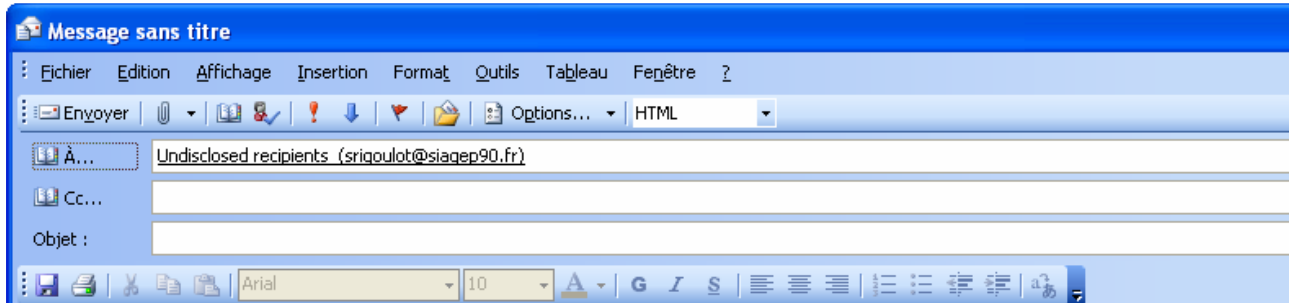 Message sans titre
Fichier Edition Affichage Insertion Format Outils Tableau Fenêtre ?
Envoyer Options... HTML
À... Undisclosed recipients (srigoulot@siagep90.fr)
Cc...
Objet :
Arial 10 A G I S